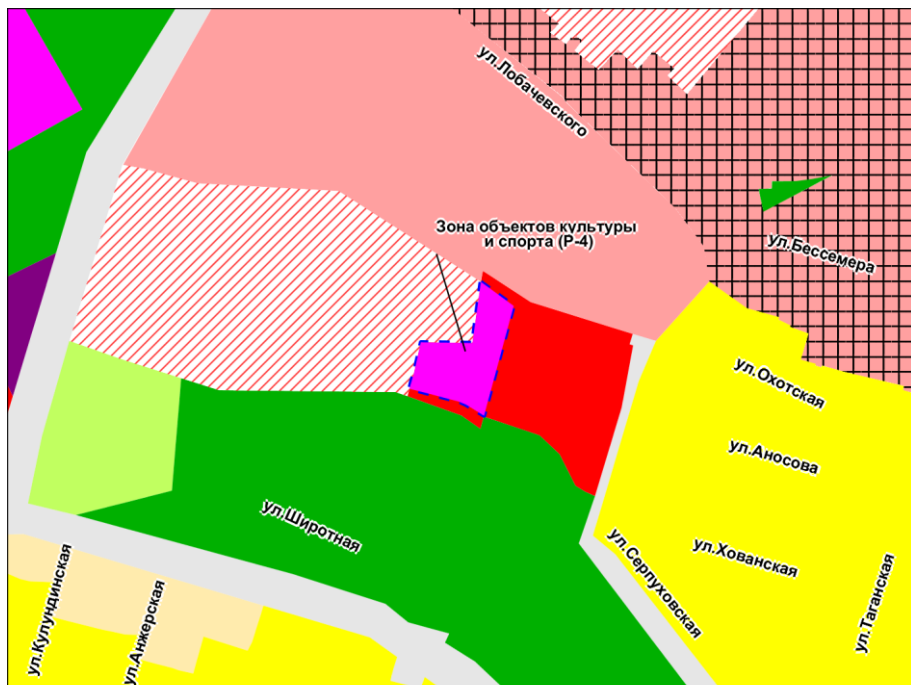 ул.Лобачевского
Зона объектов культуры
и спорта (Р-4)
ул.Бессемера
ул.Охотская
ул.Аносова
ул.Широтная
ул.Хованская
ул.Серпуховская
ул.Таганская
ул.Кулундинская
ул.Анжерская